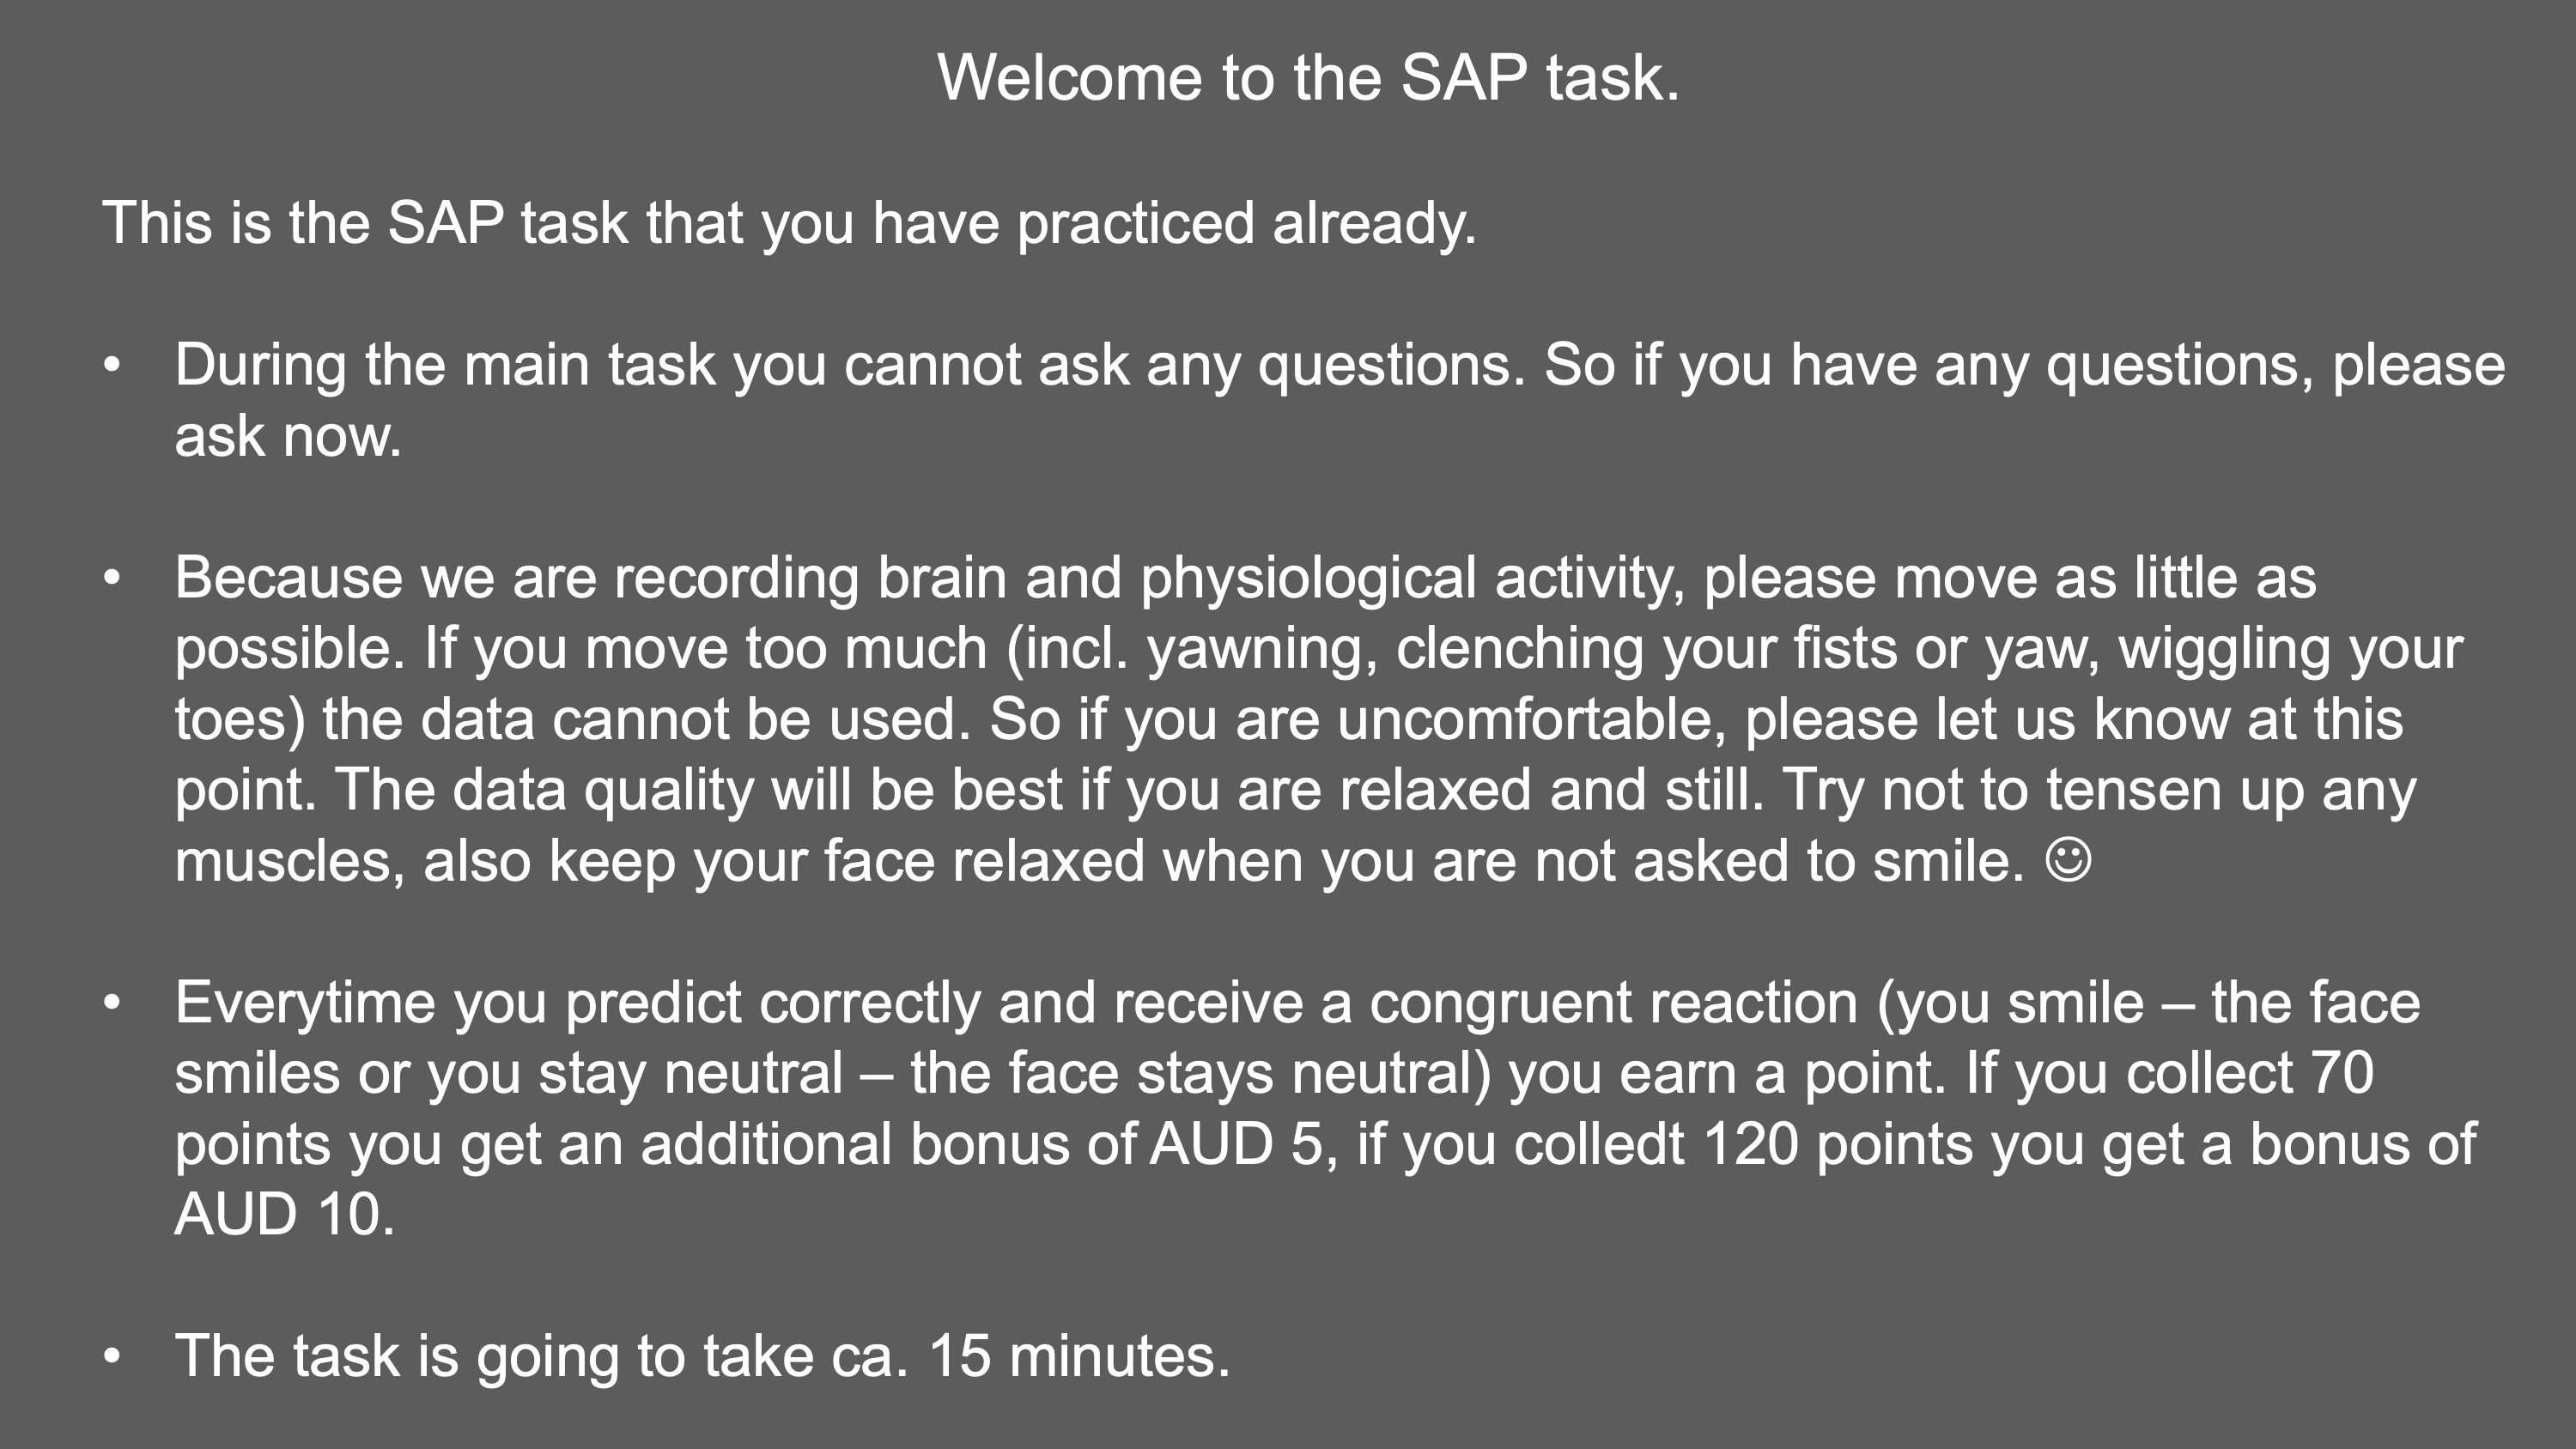 Welcome to the SAP task.
This is the SAP task that you have practiced already.
• During the main task you cannot ask any questions. So if you have any questions, please
ask now.
• Because we are recording brain and physiological activity, please move as little as
possible. If you move too much (incl. yawning, clenching your fists or yaw, wiggling your
toes) the data cannot be used. So if you are uncomfortable, please let us know at this
point. The data quality will be best if you are relaxed and still. Try not to tensen up any
muscles, also keep your face relaxed when you are not asked to smile. ☺
• Everytime you predict correctly and receive a congruent reaction (you smile – the face
smiles or you stay neutral – the face stays neutral) you earn a point. If you collect 70
points you get an additional bonus of AUD 5, if you colledt 120 points you get a bonus of
AUD 10.
• The task is going to take ca. 15 minutes.